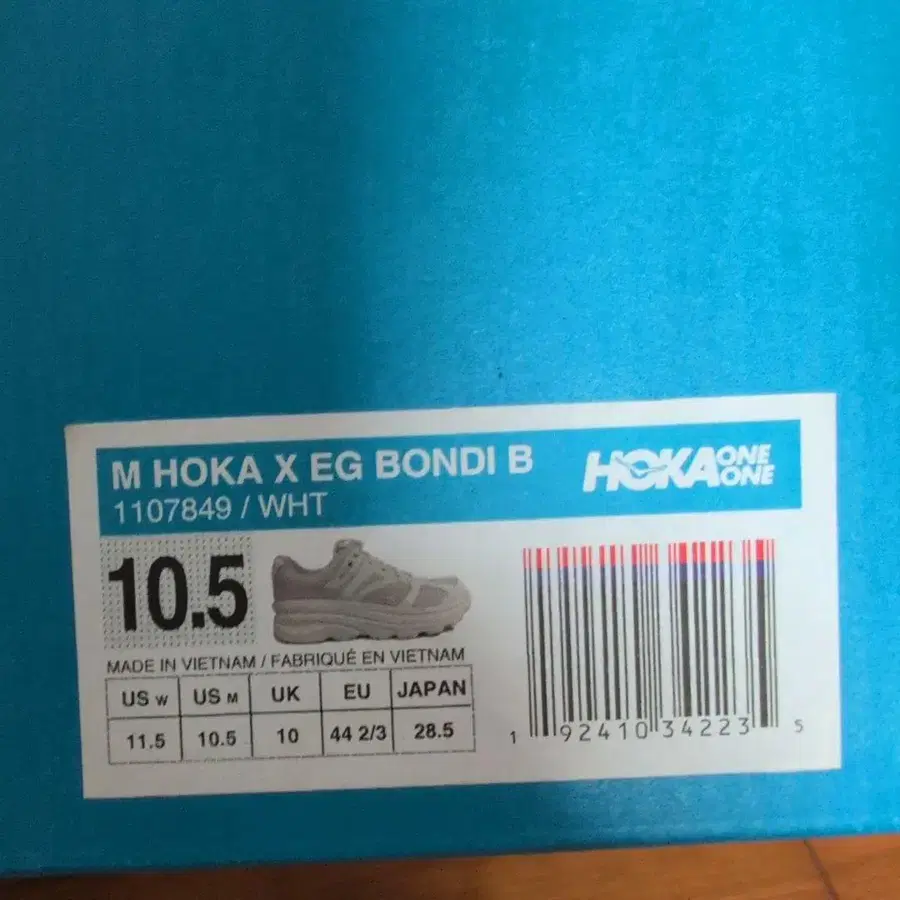 M HOKA X EG BONDI B
1107849 / WHT
HOKA ONE ONE
10.5
MADE IN VIETNAM / FABRIQUÉ EN VIETNAM
US W US M UK EU JAPAN
11.5 10.5 10 44 2/3 28.5
1 92410 34223 5